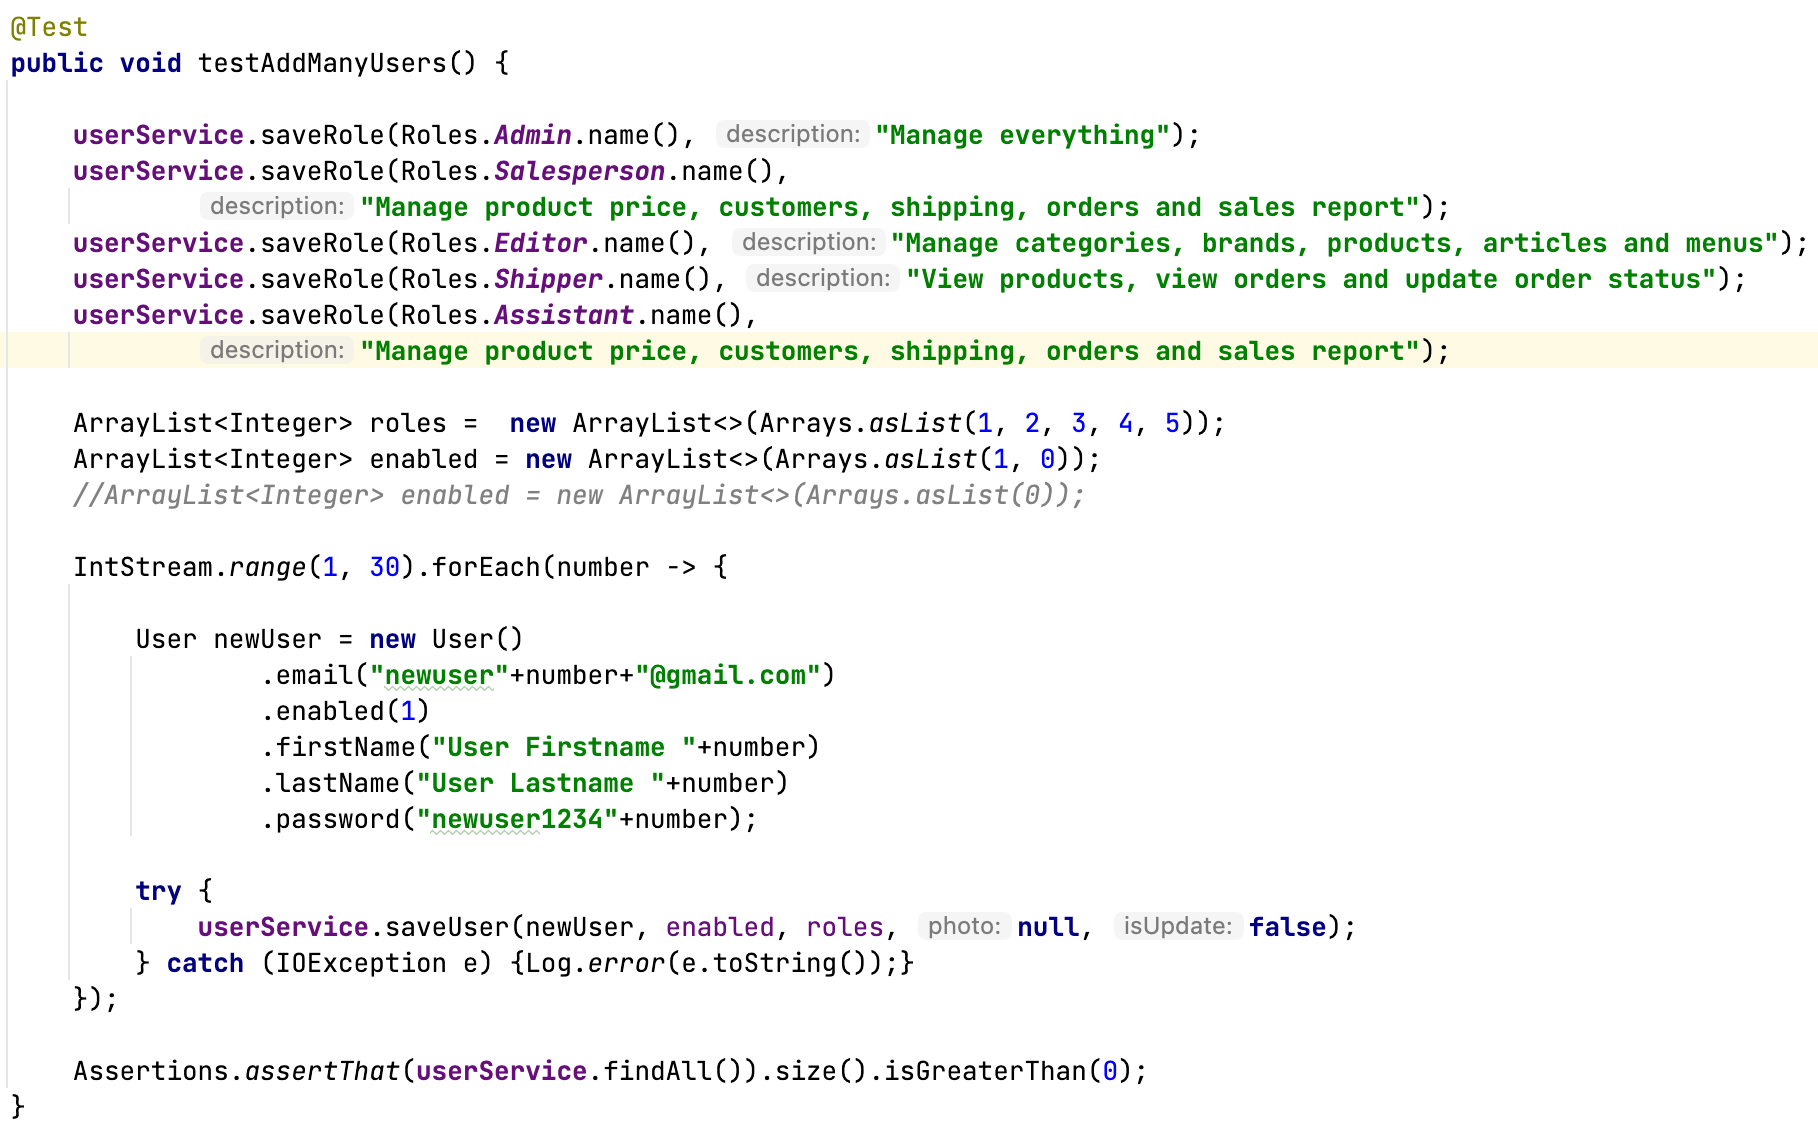 @Test
public void testAddManyUsers() {
userService.saveRole(Roles.Admin.name(), description: "Manage everything");
userService.saveRole(Roles.Salesperson.name(),
description: "Manage product price, customers, shipping, orders and sales report");
userService.saveRole(Roles.Editor.name(), description: "Manage categories, brands, products, articles and menus");
userService.saveRole(Roles.Shipper.name(), description: "View products, view orders and update order status");
userService.saveRole(Roles.Assistant.name(),
description: "Manage product price, customers, shipping, orders and sales report");
ArrayList<Integer> roles =  new ArrayList<>(Arrays.asList(1, 2, 3, 4, 5));
ArrayList<Integer> enabled = new ArrayList<>(Arrays.asList(1, 0));
//ArrayList<Integer> enabled = new ArrayList<>(Arrays.asList(0));
IntStream.range(1, 30).forEach(number -> {
User newUser = new User()
.email("newuser"+number+"@gmail.com")
.enabled(1)
.firstName("User Firstname "+number)
.lastName("User Lastname "+number)
.password("newuser1234"+number);
try {
userService.saveUser(newUser, enabled, roles, photo: null, isUpdate: false);
} catch (IOException e) {Log.error(e.toString());}
});
Assertions.assertThat(userService.findAll()).size().isGreaterThan(0);
}